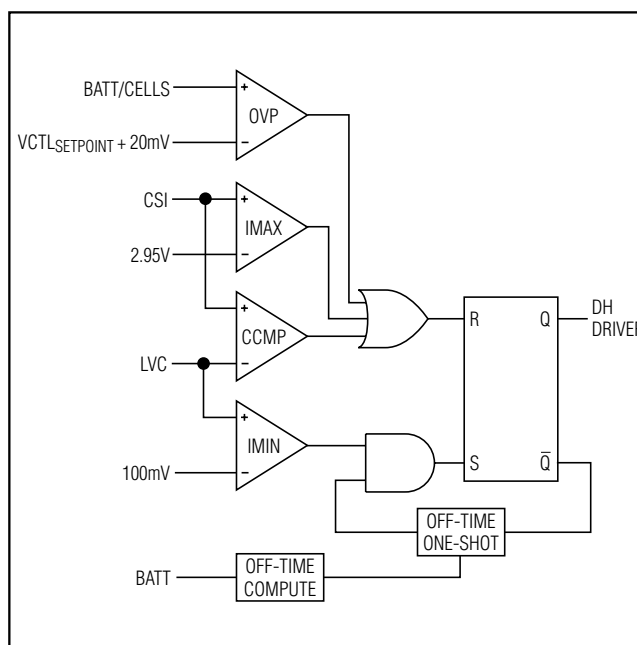 BATT/CELLS
+
OVP
VCTLSETPOINT + 20mV
−
CSI
+
IMAX
2.95V
−
+
CCMP
LVC
−
+
IMIN
100mV
−
R
Q
DH
DRIVER
S
Q̅
OFF-TIME
ONE-SHOT
BATT
OFF-TIME
COMPUTE